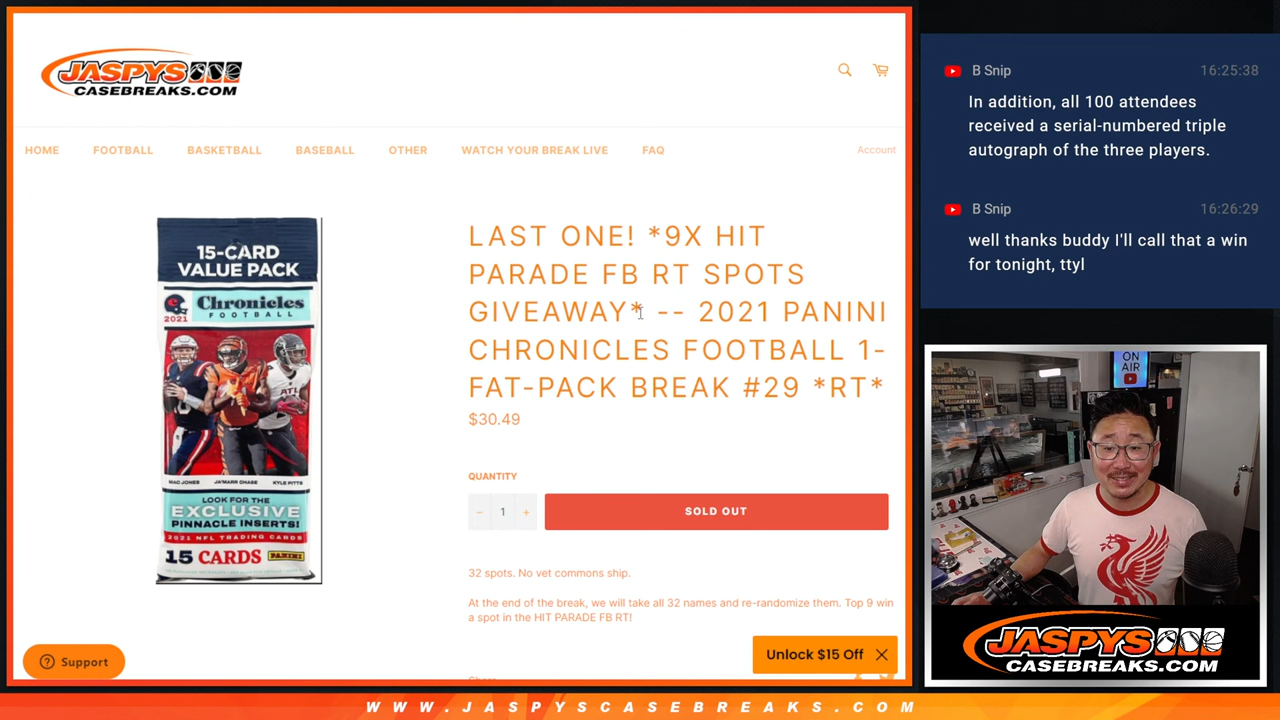 JASPYS
CASEBREAKS.COM
HOME FOOTBALL BASKETBALL BASEBALL OTHER WATCH YOUR BREAK LIVE FAQ Account
15-CARD
VALUE PACK
2021 Chronicles
FOOTBALL
MAC JONES JA'MARR CHASE KYLE PITTS
LOOK FOR THE
EXCLUSIVE
PINNACLE INSERTS!
2021 NFL TRADING CARDS
15 CARDS PANINI
LAST ONE! *9X HIT
PARADE FB RT SPOTS
GIVEAWAY* -- 2021 PANINI
CHRONICLES FOOTBALL 1-
FAT-PACK BREAK #29 *RT*
$30.49
QUANTITY
− 1 + SOLD OUT
32 spots. No vet commons ship.
At the end of the break, we will take all 32 names and re-randomize them. Top 9 win
a spot in the HIT PARADE FB RT!
Support
Unlock $15 Off
B Snip 16:25:38
In addition, all 100 attendees
received a serial-numbered triple
autograph of the three players.
B Snip 16:26:29
well thanks buddy I'll call that a win
for tonight, ttyl
ON
AIR
JASPYS
CASEBREAKS.COM
WWW.JASPYSCASEBREAKS.COM